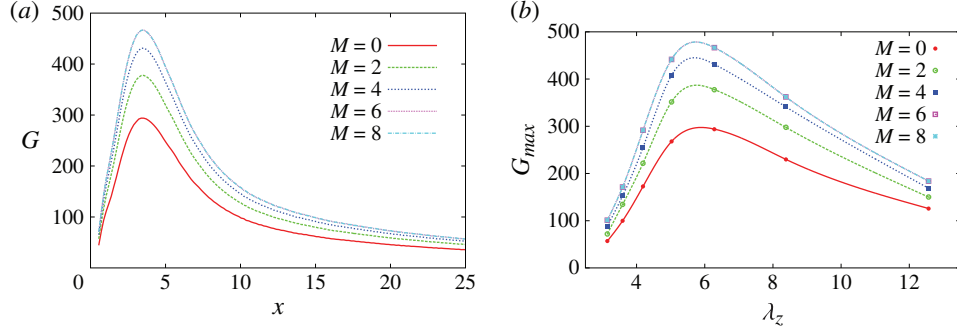 (a)
500
400
300
200
100
0
5
10
15
20
25
G
x
M = 0
M = 2
M = 4
M = 6
M = 8
(b)
500
400
300
200
100
0
4
6
8
10
12
G_max
λ_z
M = 0
M = 2
M = 4
M = 6
M = 8